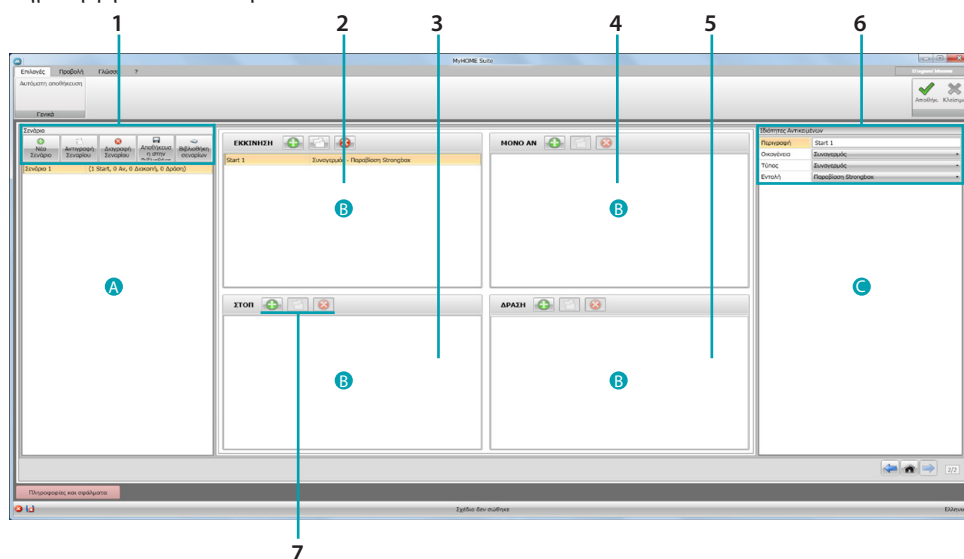 1 2 3 4 5 6
MyHOME Suite
Επιλογές Προβολή Γλώσσα ?
Αυτόματη αποθήκευση
Αποθήκε. Κλείσιμο
Γενικά
Σενάρια
Νέο Σενάριο
Αντιγραφή Σεναρίου
Διαγραφή Σεναρίου
Αποθήκευση στην
Βιβλιοθήκη σεναρίων
Σενάριο 1 (1 Start, 0 Αν, 0 Διακοπή, 0 Δράση)
A
ΕΚΚΙΝΗΣΗ
Start 1 Συναγερμός - Παραβίαση Strongbox
B
ΜΟΝΟ ΑΝ
B
ΣΤΟΠ
B
ΔΡΑΣΗ
B
Ιδιότητες Αντικειμένων
Περιγραφή Start 1
Οικογένεια Συναγερμός
Τύπος Συναγερμός
Εντολή Παραβίαση Strongbox
C
2/2
Πληροφορίες και σφάλματα
Σχέδιο δεν σώθηκε
7